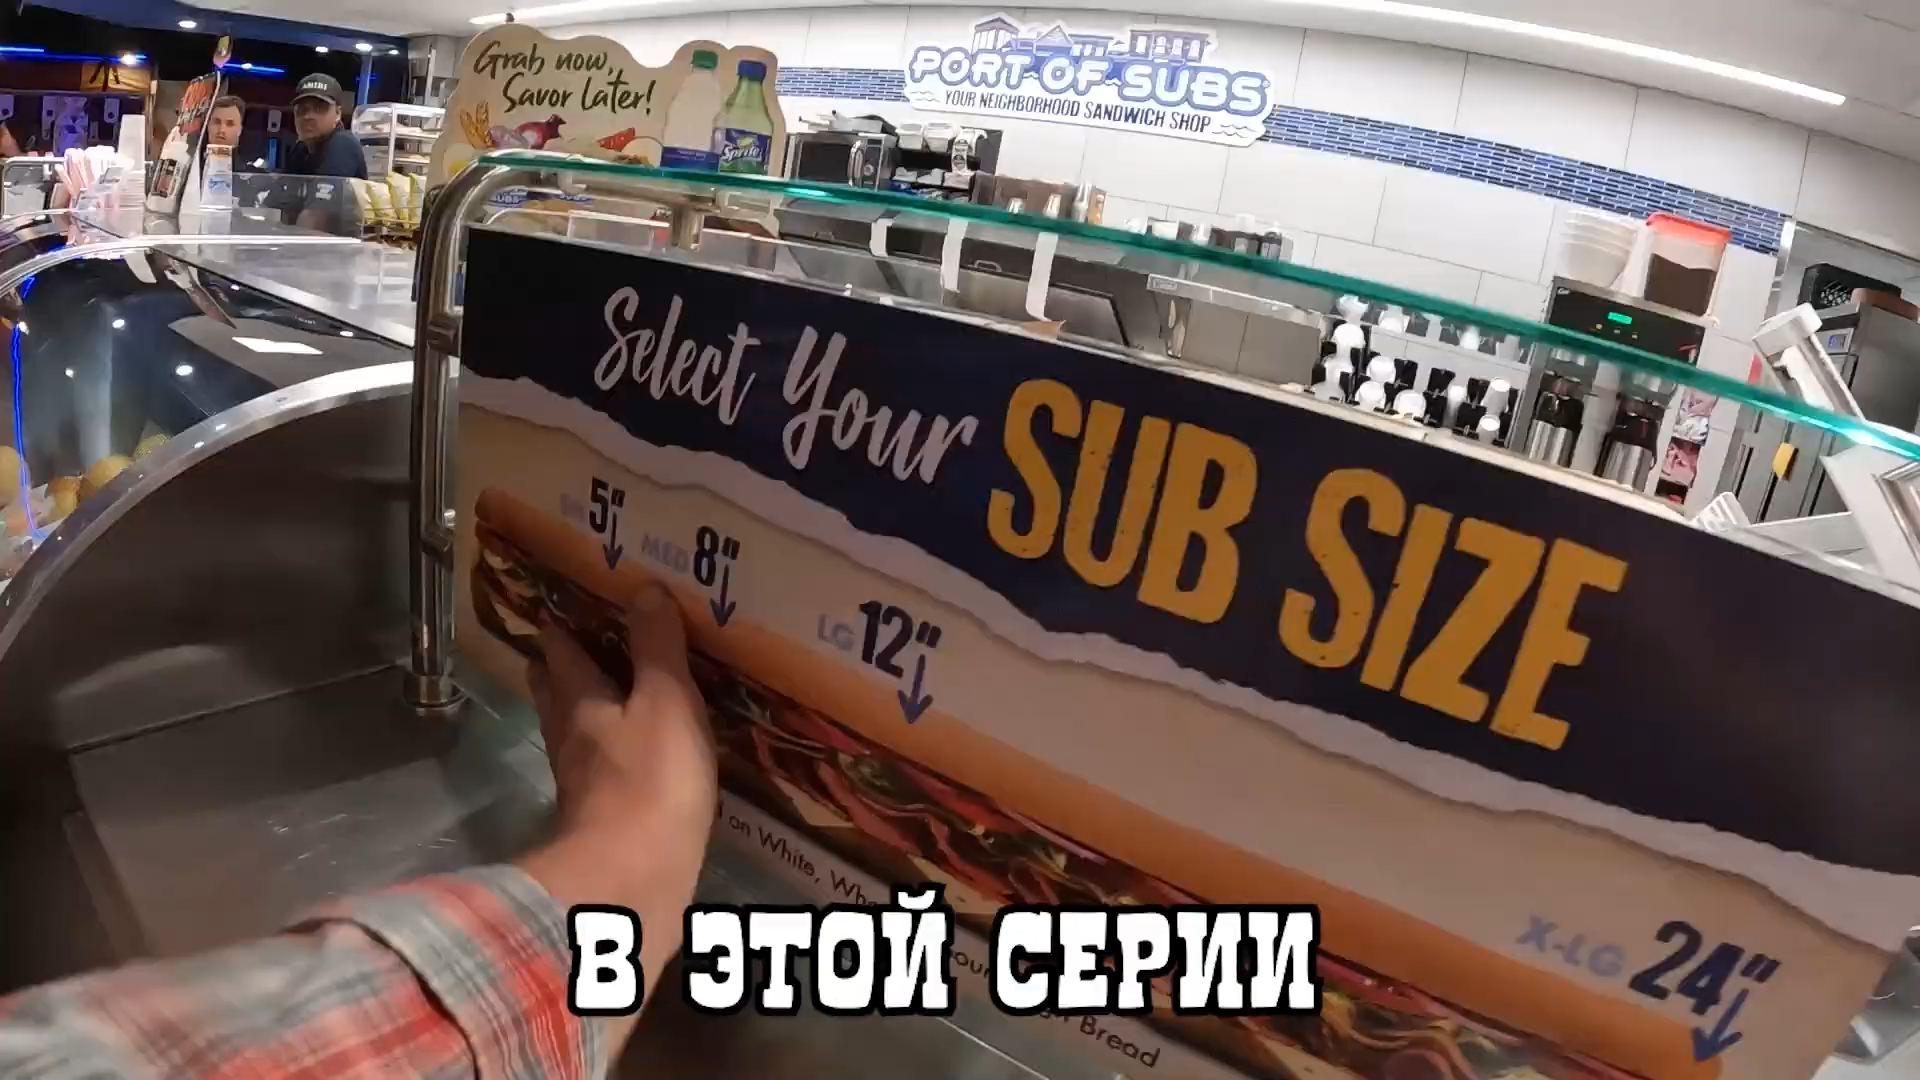 Grab now,
Savor Later!
Sprite
PORT OF SUBS
YOUR NEIGHBORHOOD SANDWICH SHOP
Select Your SUB SIZE
5"
MED 8"
LG 12"
X-LG 24"
on White,
Bread
В ЭТОЙ СЕРИИ